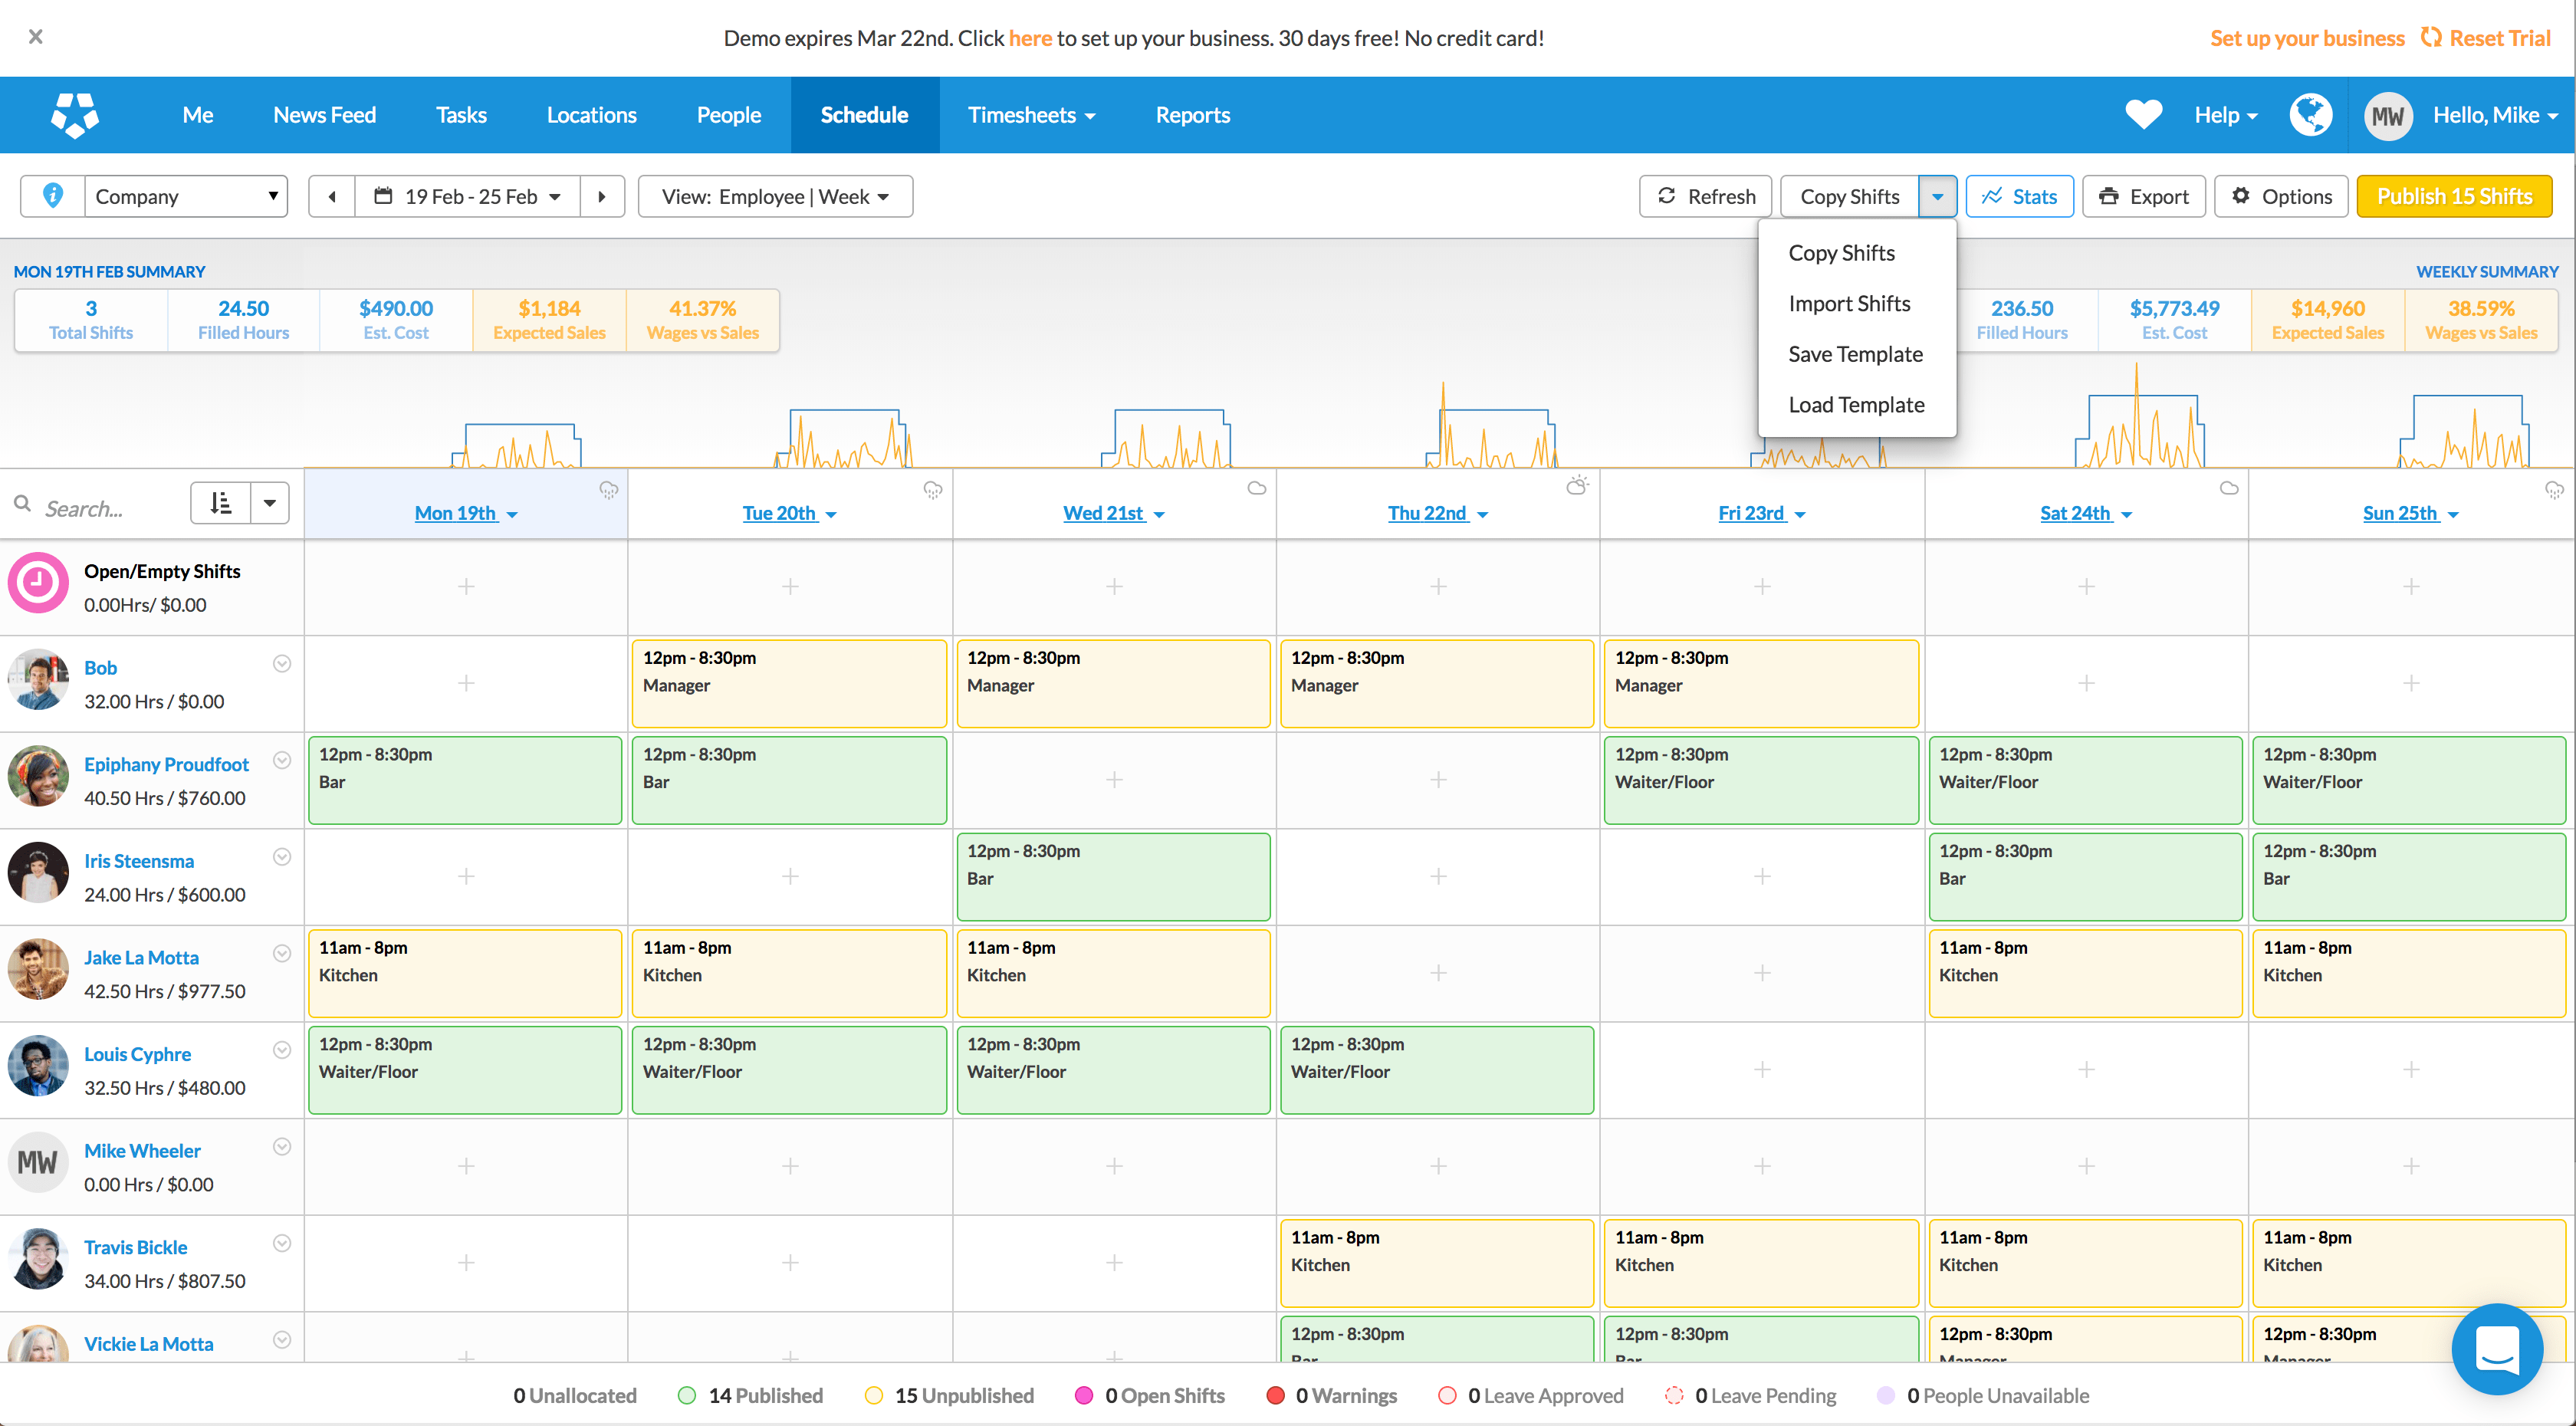 Demo expires Mar 22nd. Click here to set up your business. 30 days free! No credit card!
Set up your business Reset Trial
Me News Feed Tasks Locations People Schedule Timesheets Reports
Help MW Hello, Mike
Company 19 Feb - 25 Feb View: Employee | Week
Refresh Copy Shifts Stats Export Options Publish 15 Shifts
Copy Shifts
Import Shifts
Save Template
Load Template
MON 19TH FEB SUMMARY
3 24.50 $490.00 $1,184 41.37%
Total Shifts Filled Hours Est. Cost Expected Sales Wages vs Sales
WEEKLY SUMMARY
236.50 $5,773.49 $14,960 38.59%
Filled Hours Est. Cost Expected Sales Wages vs Sales
Search...
Mon 19th Tue 20th Wed 21st Thu 22nd Fri 23rd Sat 24th Sun 25th
Open/Empty Shifts
0.00Hrs/ $0.00
Bob
32.00 Hrs / $0.00
12pm - 8:30pm 12pm - 8:30pm 12pm - 8:30pm 12pm - 8:30pm
Manager Manager Manager Manager
Epiphany Proudfoot
40.50 Hrs / $760.00
12pm - 8:30pm 12pm - 8:30pm 12pm - 8:30pm 12pm - 8:30pm 12pm - 8:30pm
Bar Bar Waiter/Floor Waiter/Floor Waiter/Floor
Iris Steensma
24.00 Hrs / $600.00
12pm - 8:30pm 12pm - 8:30pm 12pm - 8:30pm
Bar Bar Bar
Jake La Motta
42.50 Hrs / $977.50
11am - 8pm 11am - 8pm 11am - 8pm 11am - 8pm 11am - 8pm
Kitchen Kitchen Kitchen Kitchen Kitchen
Louis Cyphre
32.50 Hrs / $480.00
12pm - 8:30pm 12pm - 8:30pm 12pm - 8:30pm 12pm - 8:30pm
Waiter/Floor Waiter/Floor Waiter/Floor Waiter/Floor
MW
Mike Wheeler
0.00 Hrs / $0.00
Travis Bickle
34.00 Hrs / $807.50
11am - 8pm 11am - 8pm 11am - 8pm 11am - 8pm
Kitchen Kitchen Kitchen Kitchen
Vickie La Motta
12pm - 8:30pm 12pm - 8:30pm 12pm - 8:30pm 12pm - 8:30pm
Bar Bar Manager Manager
0 Unallocated 14 Published 15 Unpublished 0 Open Shifts 0 Warnings 0 Leave Approved 0 Leave Pending 0 People Unavailable